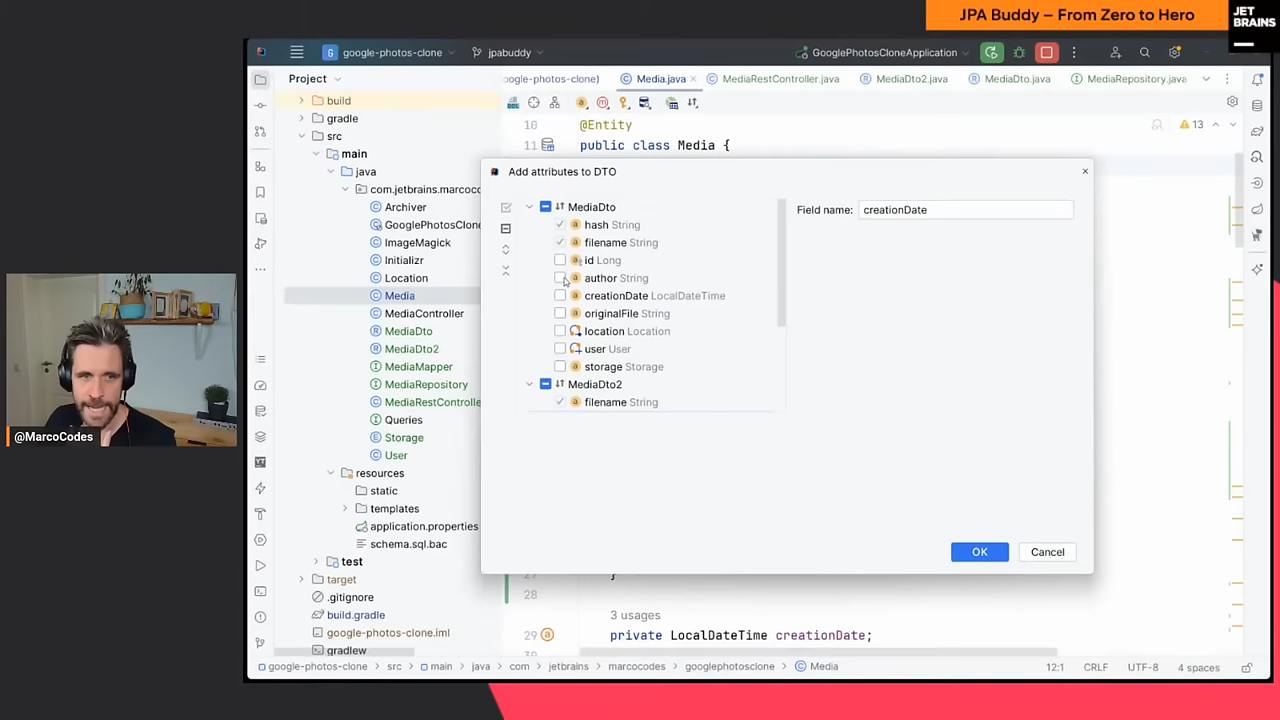 JPA Buddy – From Zero to Hero
JET
BRAINS
google-photos-clone
jpabuddy
GooglePhotosCloneApplication
Project
google-photos-clone)
Media.java
MediaRestController.java
MediaDto2.java
MediaDto.java
MediaRepository.java
build
gradle
src
main
java
com.jetbrains.marcoco
Archiver
GooglePhotosClone
ImageMagick
Initializr
Location
Media
MediaController
MediaDto
MediaDto2
MediaMapper
MediaRepository
MediaRestControlle
Queries
Storage
User
resources
static
templates
application.properties
schema.sql.bac
test
target
.gitignore
build.gradle
google-photos-clone.iml
gradlew
10 @Entity
13
11 public class Media {
Add attributes to DTO
MediaDto
hash String
filename String
id Long
author String
creationDate LocalDateTime
originalFile String
location Location
user User
storage Storage
MediaDto2
filename String
Field name: creationDate
OK
Cancel
27 }
28
3 usages
29 private LocalDateTime creationDate;
google-photos-clone > src > main > java > com > jetbrains > marcocodes > googlephotosclone > Media
12:1 CRLF UTF-8 4 spaces
@MarcoCodes